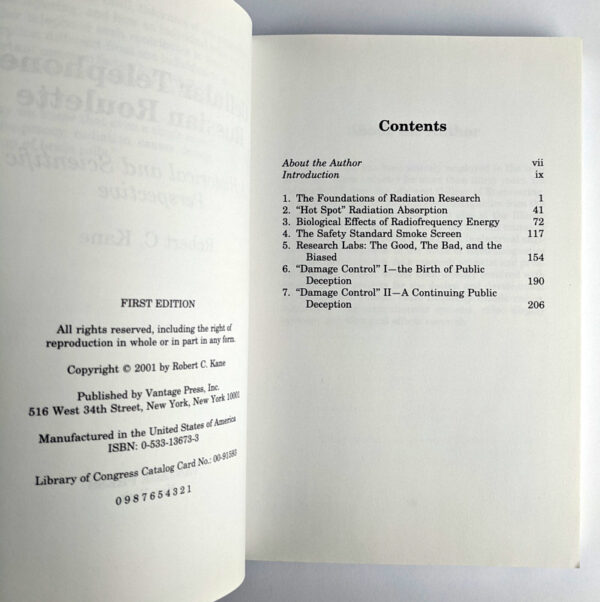 FIRST EDITION
All rights reserved, including the right of
reproduction in whole or in part in any form.
Copyright © 2001 by Robert C. Kane
Published by Vantage Press, Inc.
516 West 34th Street, New York, New York 10001
Manufactured in the United States of America
ISBN: 0-533-13673-3
Library of Congress Catalog Card No.: 00-91585
0 9 8 7 6 5 4 3 2 1
Contents
About the Author vii
Introduction ix
1. The Foundations of Radiation Research 1
2. “Hot Spot” Radiation Absorption 41
3. Biological Effects of Radiofrequency Energy 72
4. The Safety Standard Smoke Screen 117
5. Research Labs: The Good, The Bad, and the
Biased 154
6. “Damage Control” I—the Birth of Public
Deception 190
7. “Damage Control” II—A Continuing Public
Deception 206